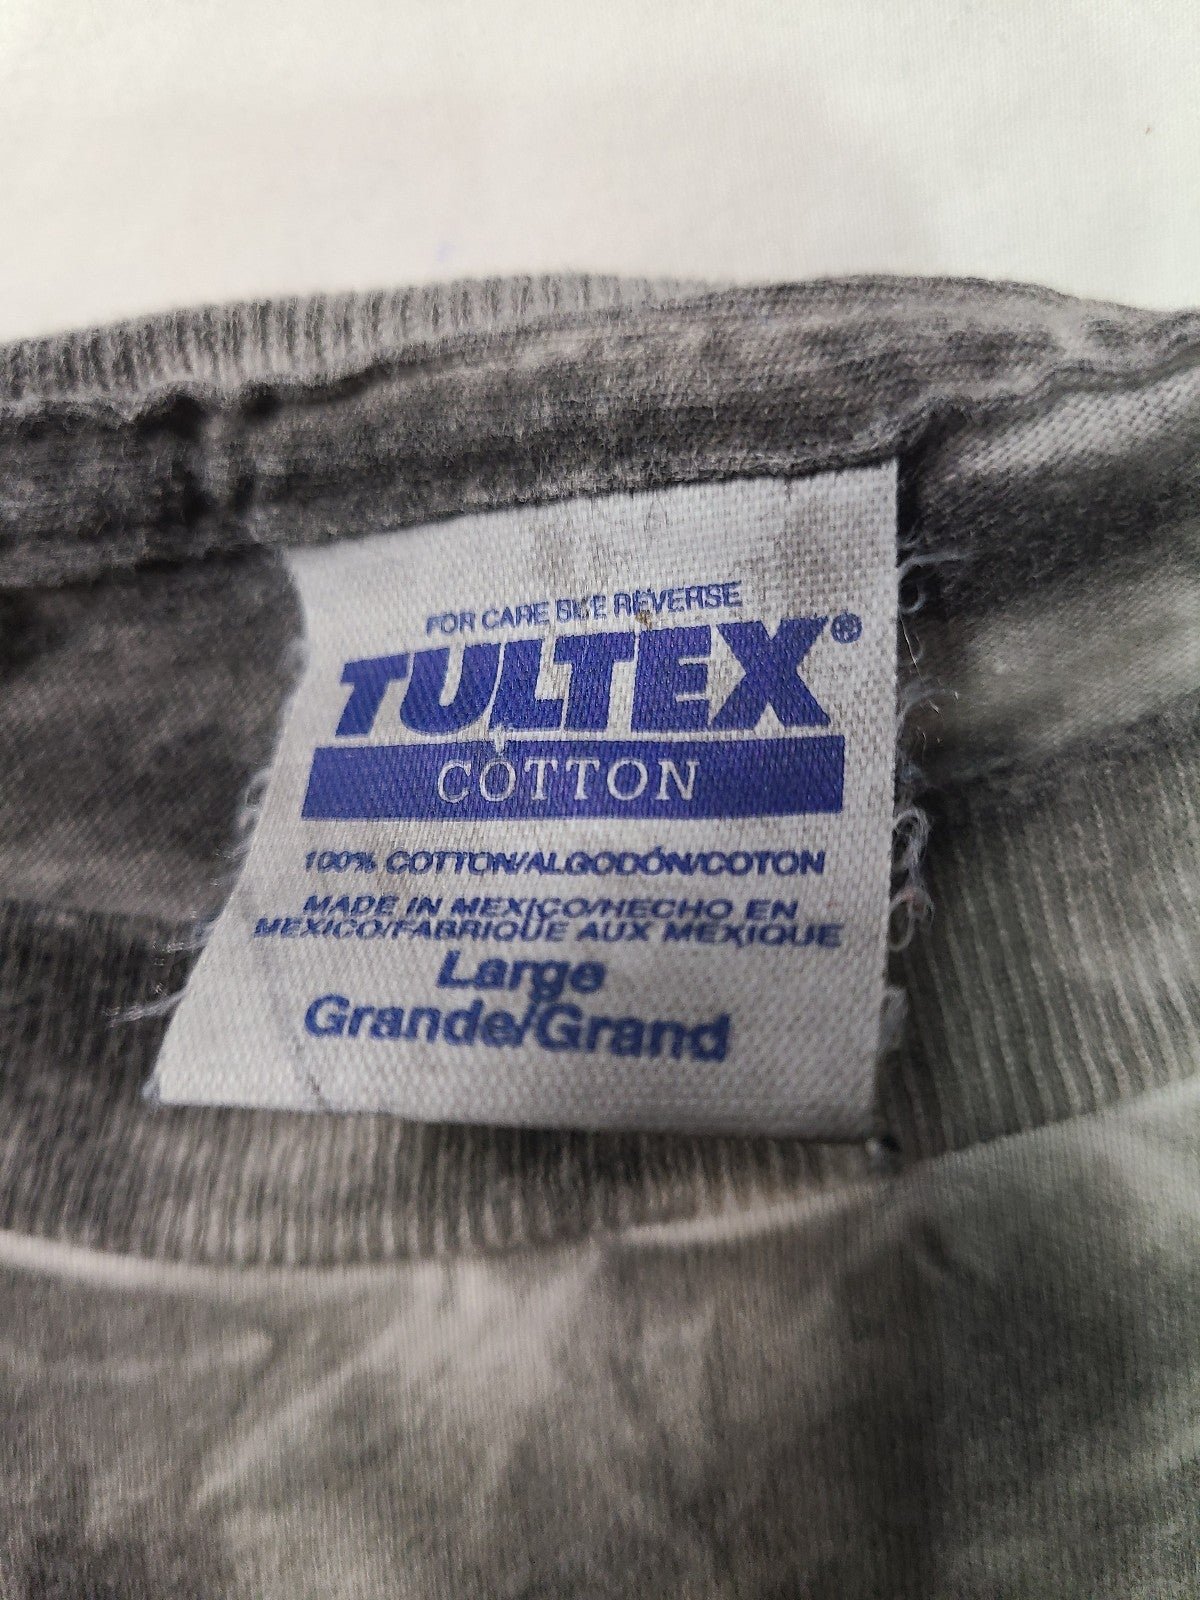 FOR CARE SEE REVERSE
TULTEX®
COTTON
100% COTTON/ALGODÓN/COTON
MADE IN MEXICO/HECHO EN
MEXICO/FABRIQUE AUX MEXIQUE
Large
Grande/Grand